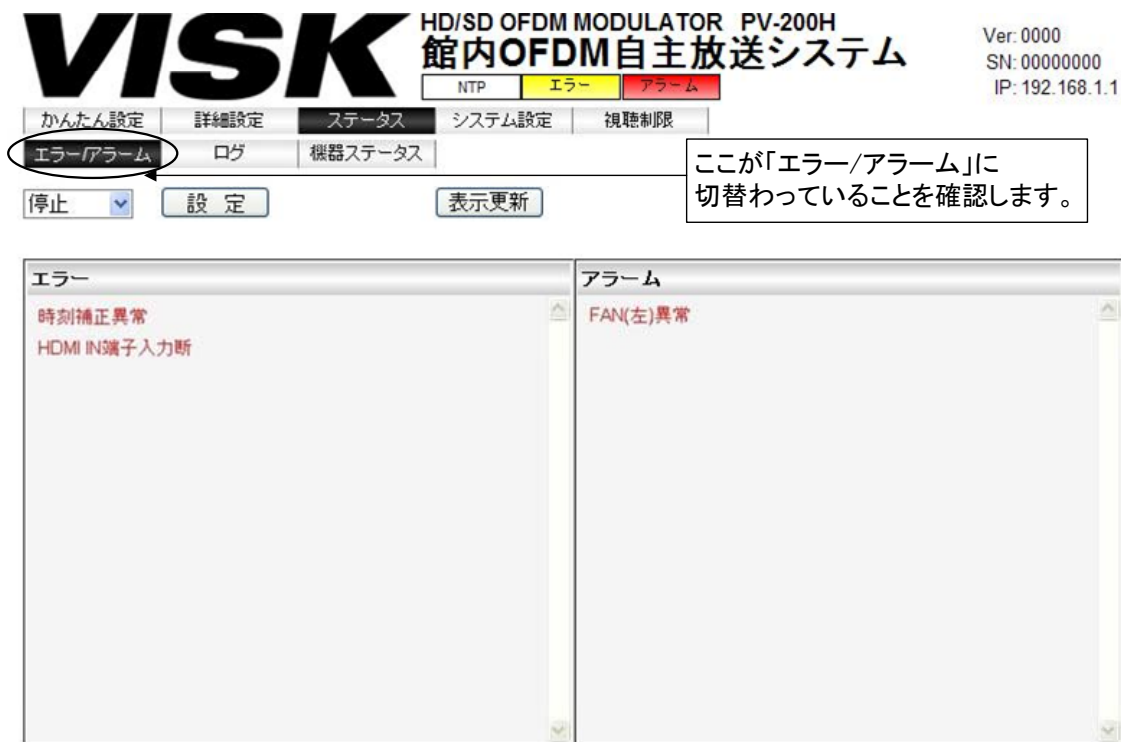 VISK
HD/SD OFDM MODULATOR PV-200H
館内OFDM自主放送システム
NTP エラー アラーム
Ver: 0000
SN: 00000000
IP: 192.168.1.1
かんたん設定 詳細設定 ステータス システム設定 視聴制限
エラー/アラーム ログ 機器ステータス
ここが「エラー/アラーム」に
切替わっていることを確認します。
停止 設 定 表示更新
エラー アラーム
時刻補正異常 FAN(左)異常
HDMI IN端子入力断